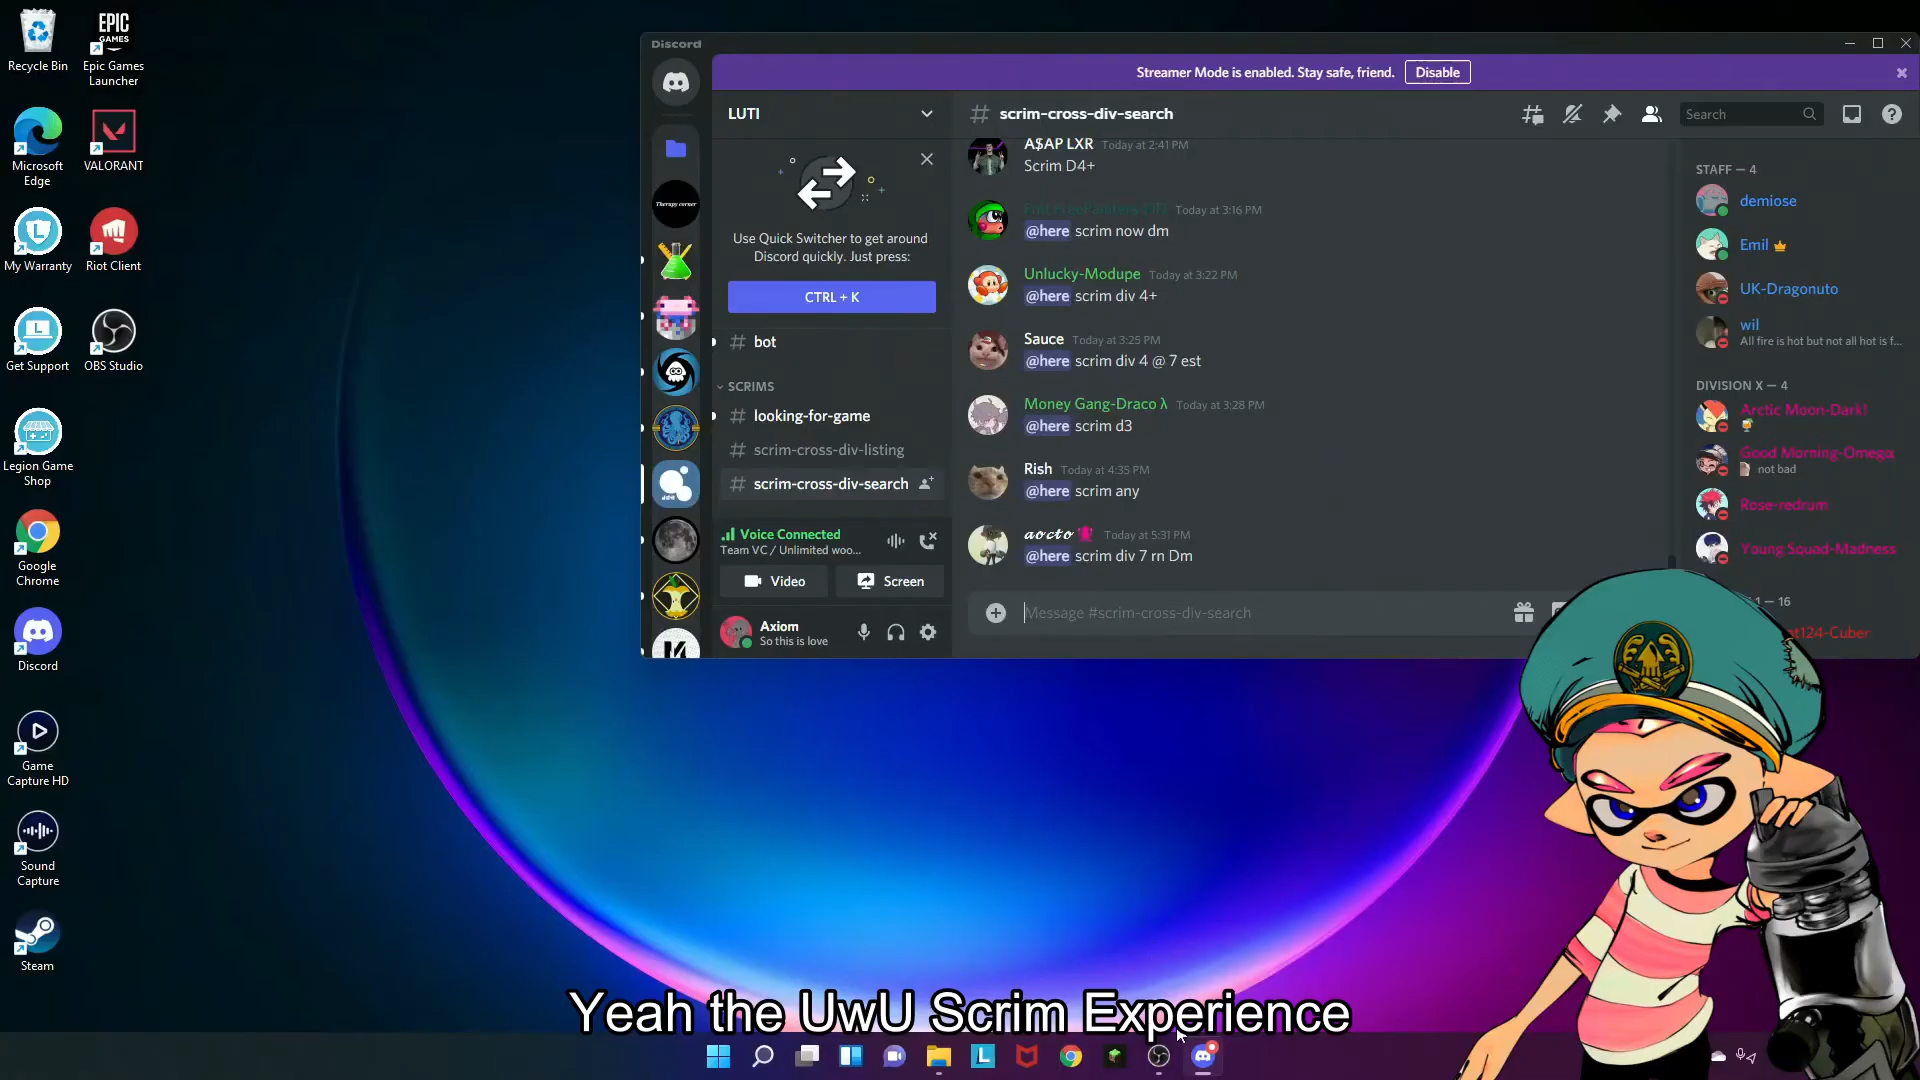 Recycle Bin
Epic Games Launcher
EPIC GAMES
Microsoft Edge
VALORANT
My Warranty
Riot Client
Get Support
OBS Studio
Legion Game Shop
Google Chrome
Discord
Game Capture HD
Sound Capture
Steam
Discord
Streamer Mode is enabled. Stay safe, friend.
Disable
LUTI
scrim-cross-div-search
Search
Therapy corner
Use Quick Switcher to get around
Discord quickly. Just press:
CTRL + K
bot
SCRIMS
looking-for-game
scrim-cross-div-listing
scrim-cross-div-search
Voice Connected
Team VC / Unlimited woo...
Video
Screen
Axiom
So this is love
A$AP LXR Today at 2:41 PM
Scrim D4+
Today at 3:16 PM
@here scrim now dm
Unlucky-Modupe Today at 3:22 PM
@here scrim div 4+
Sauce Today at 3:25 PM
@here scrim div 4 @ 7 est
Money Gang-Draco λ Today at 3:28 PM
@here scrim d3
Rish Today at 4:35 PM
@here scrim any
aocto Today at 5:31 PM
@here scrim div 7 rn Dm
Message #scrim-cross-div-search
STAFF — 4
demiose
Emil
UK-Dragonuto
wil
All fire is hot but not all hot is f...
DIVISION X — 4
Arctic Moon-Dark!
Good Morning-Omega
not bad
Rose-redrum
Young Squad-Madness
1 — 16
t124-Cuber
Yeah the UwU Scrim Experience